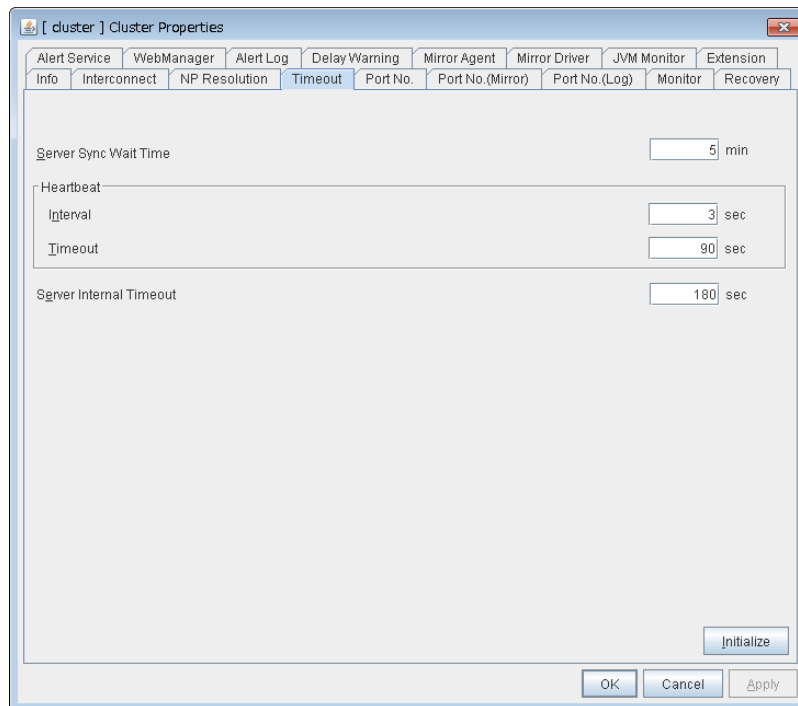 [ cluster ] Cluster Properties
Alert Service WebManager Alert Log Delay Warning Mirror Agent Mirror Driver JVM Monitor Extension
Info Interconnect NP Resolution Timeout Port No. Port No.(Mirror) Port No.(Log) Monitor Recovery
Server Sync Wait Time 5 min
Heartbeat
Interval 3 sec
Timeout 90 sec
Server Internal Timeout 180 sec
Initialize
OK Cancel Apply